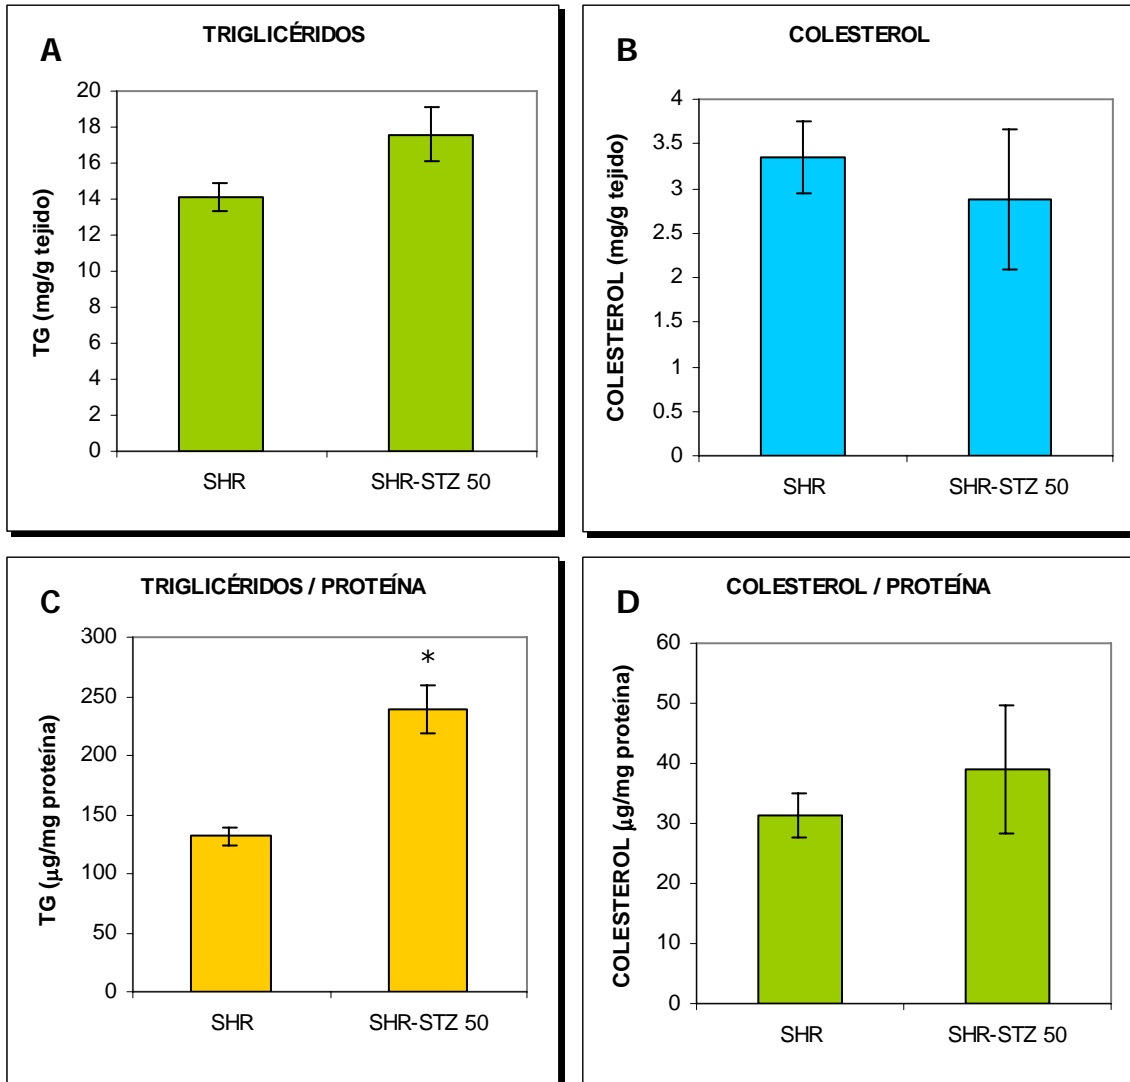 A
TRIGLICÉRIDOS
TG (mg/g tejido)
20
18
16
14
12
10
8
6
4
2
0
SHR
SHR-STZ 50
B
COLESTEROL
COLESTEROL (mg/g tejido)
4
3.5
3
2.5
2
1.5
1
0.5
0
SHR
SHR-STZ 50
C
TRIGLICÉRIDOS / PROTEÍNA
TG (µg/mg proteína)
300
250
200
150
100
50
0
*
SHR
SHR-STZ 50
D
COLESTEROL / PROTEÍNA
COLESTEROL (µg/mg proteína)
60
50
40
30
20
10
0
SHR
SHR-STZ 50